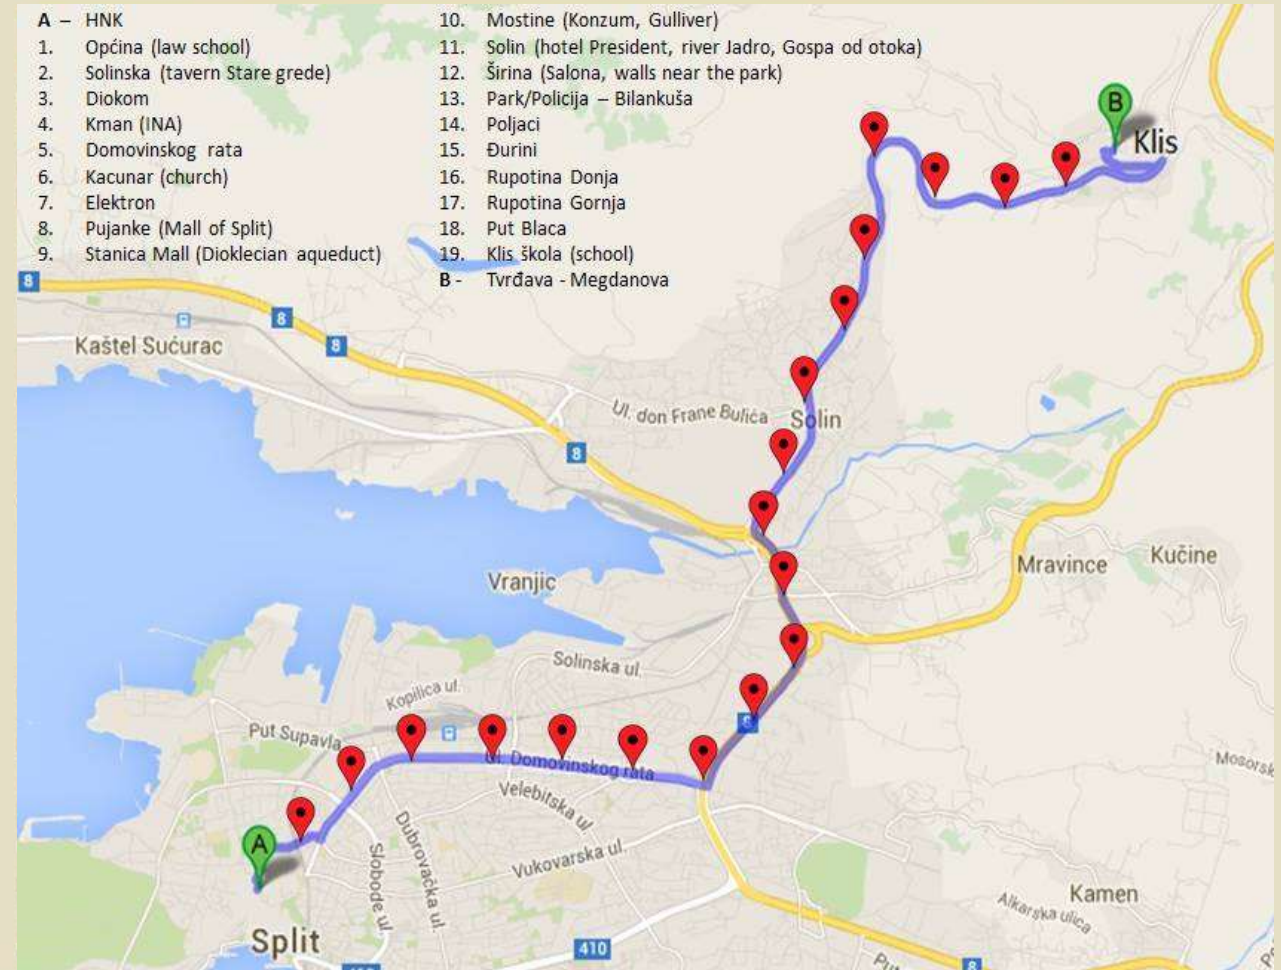 A – HNK
1. Općina (law school)
2. Solinska (tavern Stare grede)
3. Diokom
4. Kman (INA)
5. Domovinskog rata
6. Kacunar (church)
7. Elektron
8. Pujanke (Mall of Split)
9. Stanica Mall (Dioklecian aqueduct)
10. Mostine (Konzum, Gulliver)
11. Solin (hotel President, river Jadro, Gospa od otoka)
12. Širina (Salona, walls near the park)
13. Park/Policija – Bilankuša
14. Poljaci
15. Đurini
16. Rupotina Donja
17. Rupotina Gornja
18. Put Blaca
19. Klis škola (school)
B - Tvrđava - Megdanova
B
Klis
8
8
8
Kaštel Sućurac
Ul. don Frane Bulića
Solin
8
Mravince
Kučine
Vranjic
Solinska ul.
Kopilica ul.
8
Put Supavla
Ul. Domovinskog rata
Velebitska ul
Dubrovačka ul.
Slobode ul
Vukovarska ul.
A
Split
Kamen
Alkarska ulica
410
8